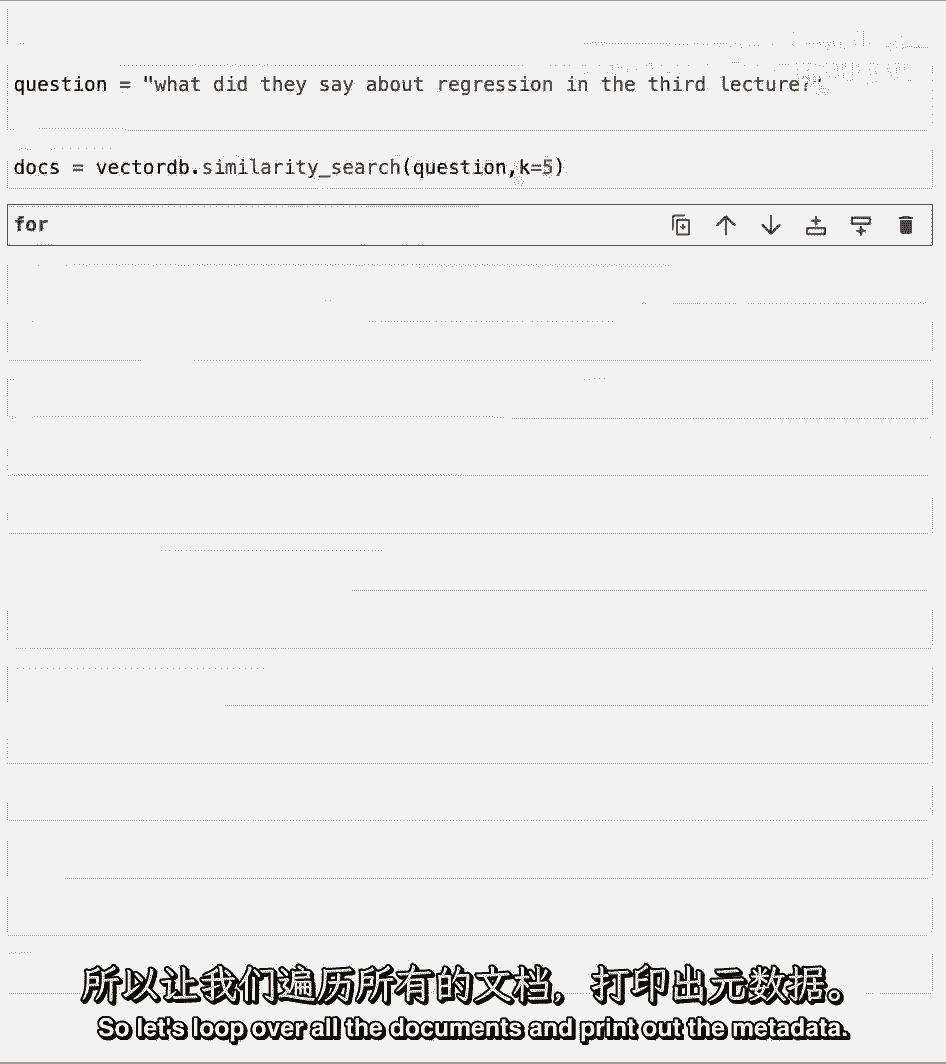 question = "what did they say about regression in the third lecture?"
docs = vectordb.similarity_search(question,k=5)
for
所以让我们遍历所有的文档，打印出元数据。
So let's loop over all the documents and print out the metadata.